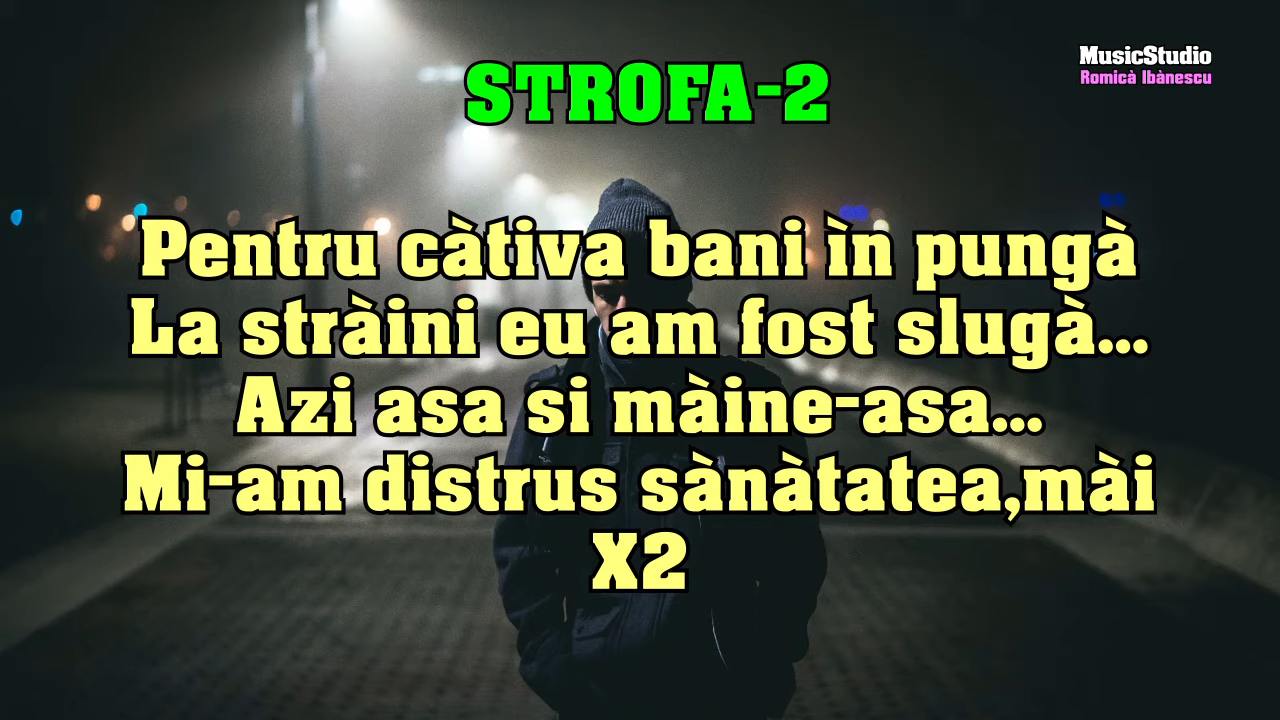 MusicStudio
Romicà Ibànescu
STROFA-2
Pentru càtiva bani ìn pungà
La stràini eu am fost slugà...
Azi asa si màine-asa...
Mi-am distrus sànàtatea,mài
X2